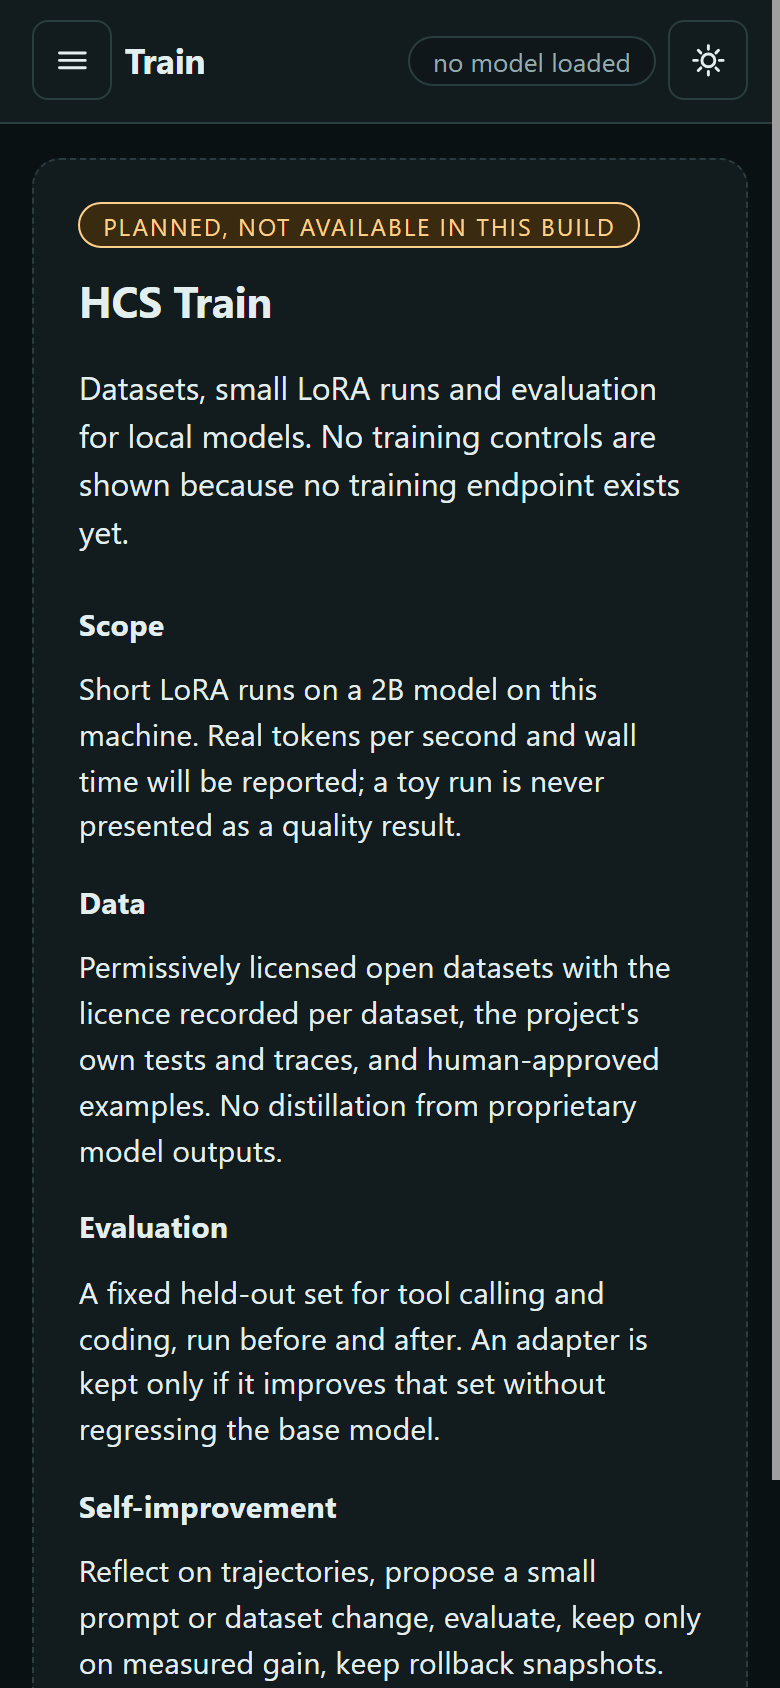 Train
no model loaded
PLANNED, NOT AVAILABLE IN THIS BUILD
HCS Train
Datasets, small LoRA runs and evaluation
for local models. No training controls are
shown because no training endpoint exists
yet.
Scope
Short LoRA runs on a 2B model on this
machine. Real tokens per second and wall
time will be reported; a toy run is never
presented as a quality result.
Data
Permissively licensed open datasets with the
licence recorded per dataset, the project's
own tests and traces, and human-approved
examples. No distillation from proprietary
model outputs.
Evaluation
A fixed held-out set for tool calling and
coding, run before and after. An adapter is
kept only if it improves that set without
regressing the base model.
Self-improvement
Reflect on trajectories, propose a small
prompt or dataset change, evaluate, keep only
on measured gain, keep rollback snapshots.